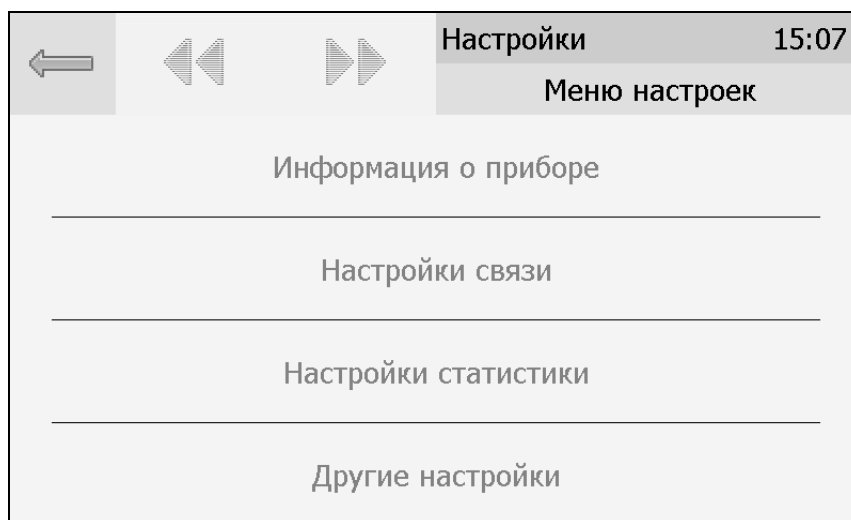 Настройки 15:07
Меню настроек
Информация о приборе
Настройки связи
Настройки статистики
Другие настройки